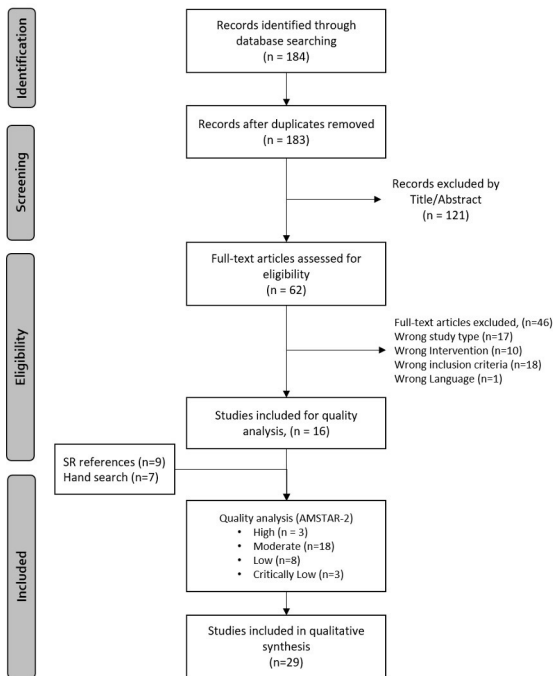 Identification
Records identified through
database searching
(n = 184)
Records after duplicates removed
(n = 183)
Screening
Records excluded by
Title/Abstract
(n = 121)
Full-text articles assessed for
eligibility
(n = 62)
Eligibility
Full-text articles excluded, (n=46)
Wrong study type (n=17)
Wrong Intervention (n=10)
Wrong inclusion criteria (n=18)
Wrong Language (n=1)
Studies included for quality
analysis, (n = 16)
SR references (n=9)
Hand search (n=7)
Included
Quality analysis (AMSTAR-2)
• High (n = 3)
• Moderate (n=18)
• Low (n=8)
• Critically Low (n=3)
Studies included in qualitative
synthesis
(n=29)